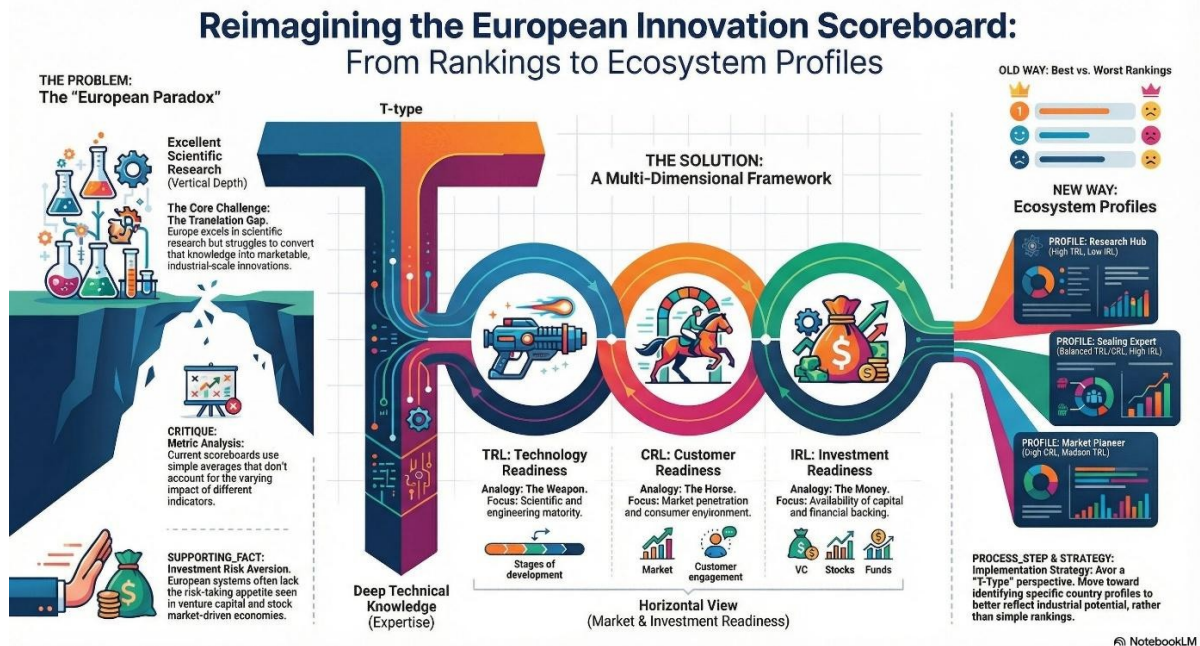 Reimagining the European Innovation Scoreboard:
From Rankings to Ecosystem Profiles
THE PROBLEM:
The "European Paradox"
Excellent
Scientific
Research
(Vertical Depth)
The Core Challenge:
The Translation Gap.
Europe excels in scientific
research but struggles to convert
that knowledge into marketable,
industrial-scale innovations.
CRITIQUE:
Metric Analysis:
Current scoreboards use
simple averages that don't
account for the varying
impact of different
indicators.
SUPPORTING_FACT:
Investment Risk Aversion.
European systems often lack
the risk-taking appetite seen
in venture capital and stock
market-driven economies.
T-type
Deep Technical
Knowledge
(Expertise)
THE SOLUTION:
A Multi-Dimensional Framework
TRL: Technology
Readiness
Analogy: The Weapon.
Focus: Scientific and
engineering matority.
Stages of
development
CRL: Customer
Readiness
Analogy: The Horse.
Focus: Market penetration
and consumer environment.
Market
Customer
engagement
IRL: Investment
Readiness
Analogy: The Money.
Focus: Availability of capital
and financial backing.
VC
Stocks
Funds
Horizontal View
(Market & Investment Readiness)
OLD WAY: Best vs. Worst Rankings
1
NEW WAY:
Ecosystem Profiles
PROFILE: Research Hub
(High TRL, Low IRL)
PROFILE: Sealing Expert
(Balanced TRL/CRL, High IRL)
PROFILE: Market Planeer
(Digh CRL, Madson TRL)
PROCESS_STEP & STRATEGY:
Implementation Strategy: Avor a
"T-Type" perspective. Move toward
identifying specific country profiles to
better reflect industrial potential, rather
than simple rankings.
NotebookLM